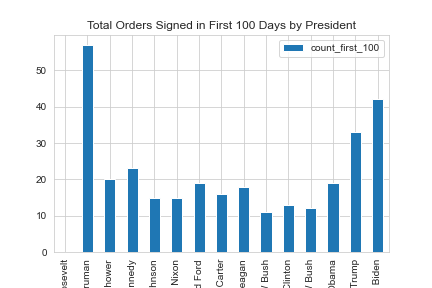 Total Orders Signed in First 100 Days by President
count_first_100
50
40
30
20
10
0
osevelt
ruman
hower
nnedy
hnson
Nixon
d Ford
Carter
eagan
/ Bush
Clinton
/ Bush
Obama
Trump
Biden